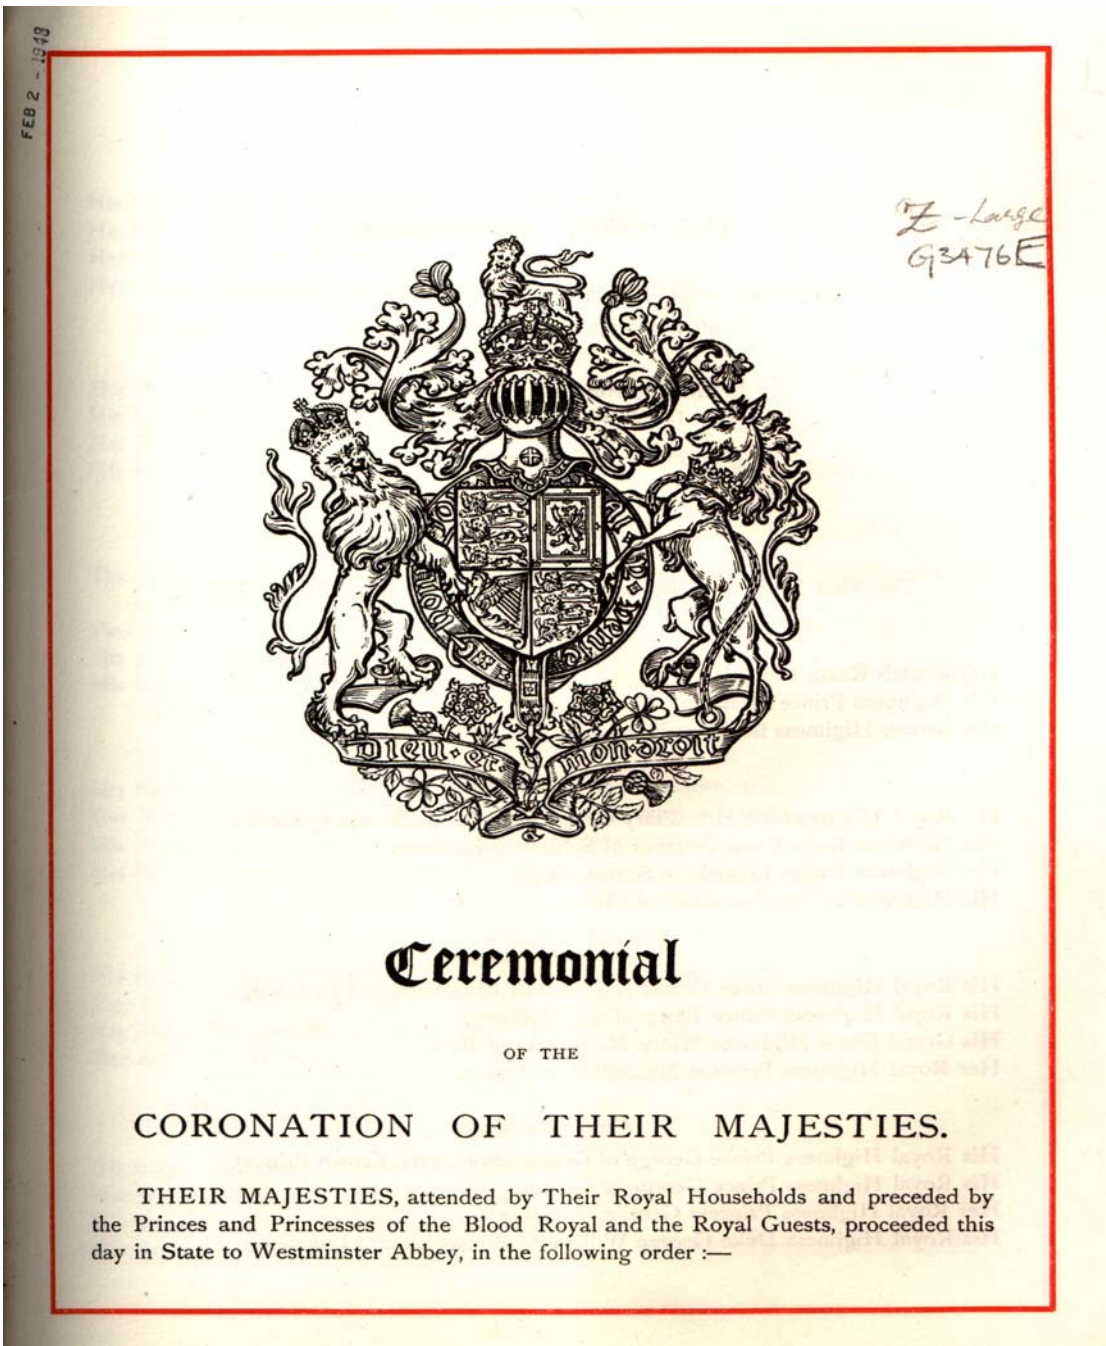 FEB 2 - 1948
Z - Large
G3476E
Dieu · et · mon · droit
Ceremonial
OF THE
CORONATION OF THEIR MAJESTIES.
THEIR MAJESTIES, attended by Their Royal Households and preceded by
the Princes and Princesses of the Blood Royal and the Royal Guests, proceeded this
day in State to Westminster Abbey, in the following order :—